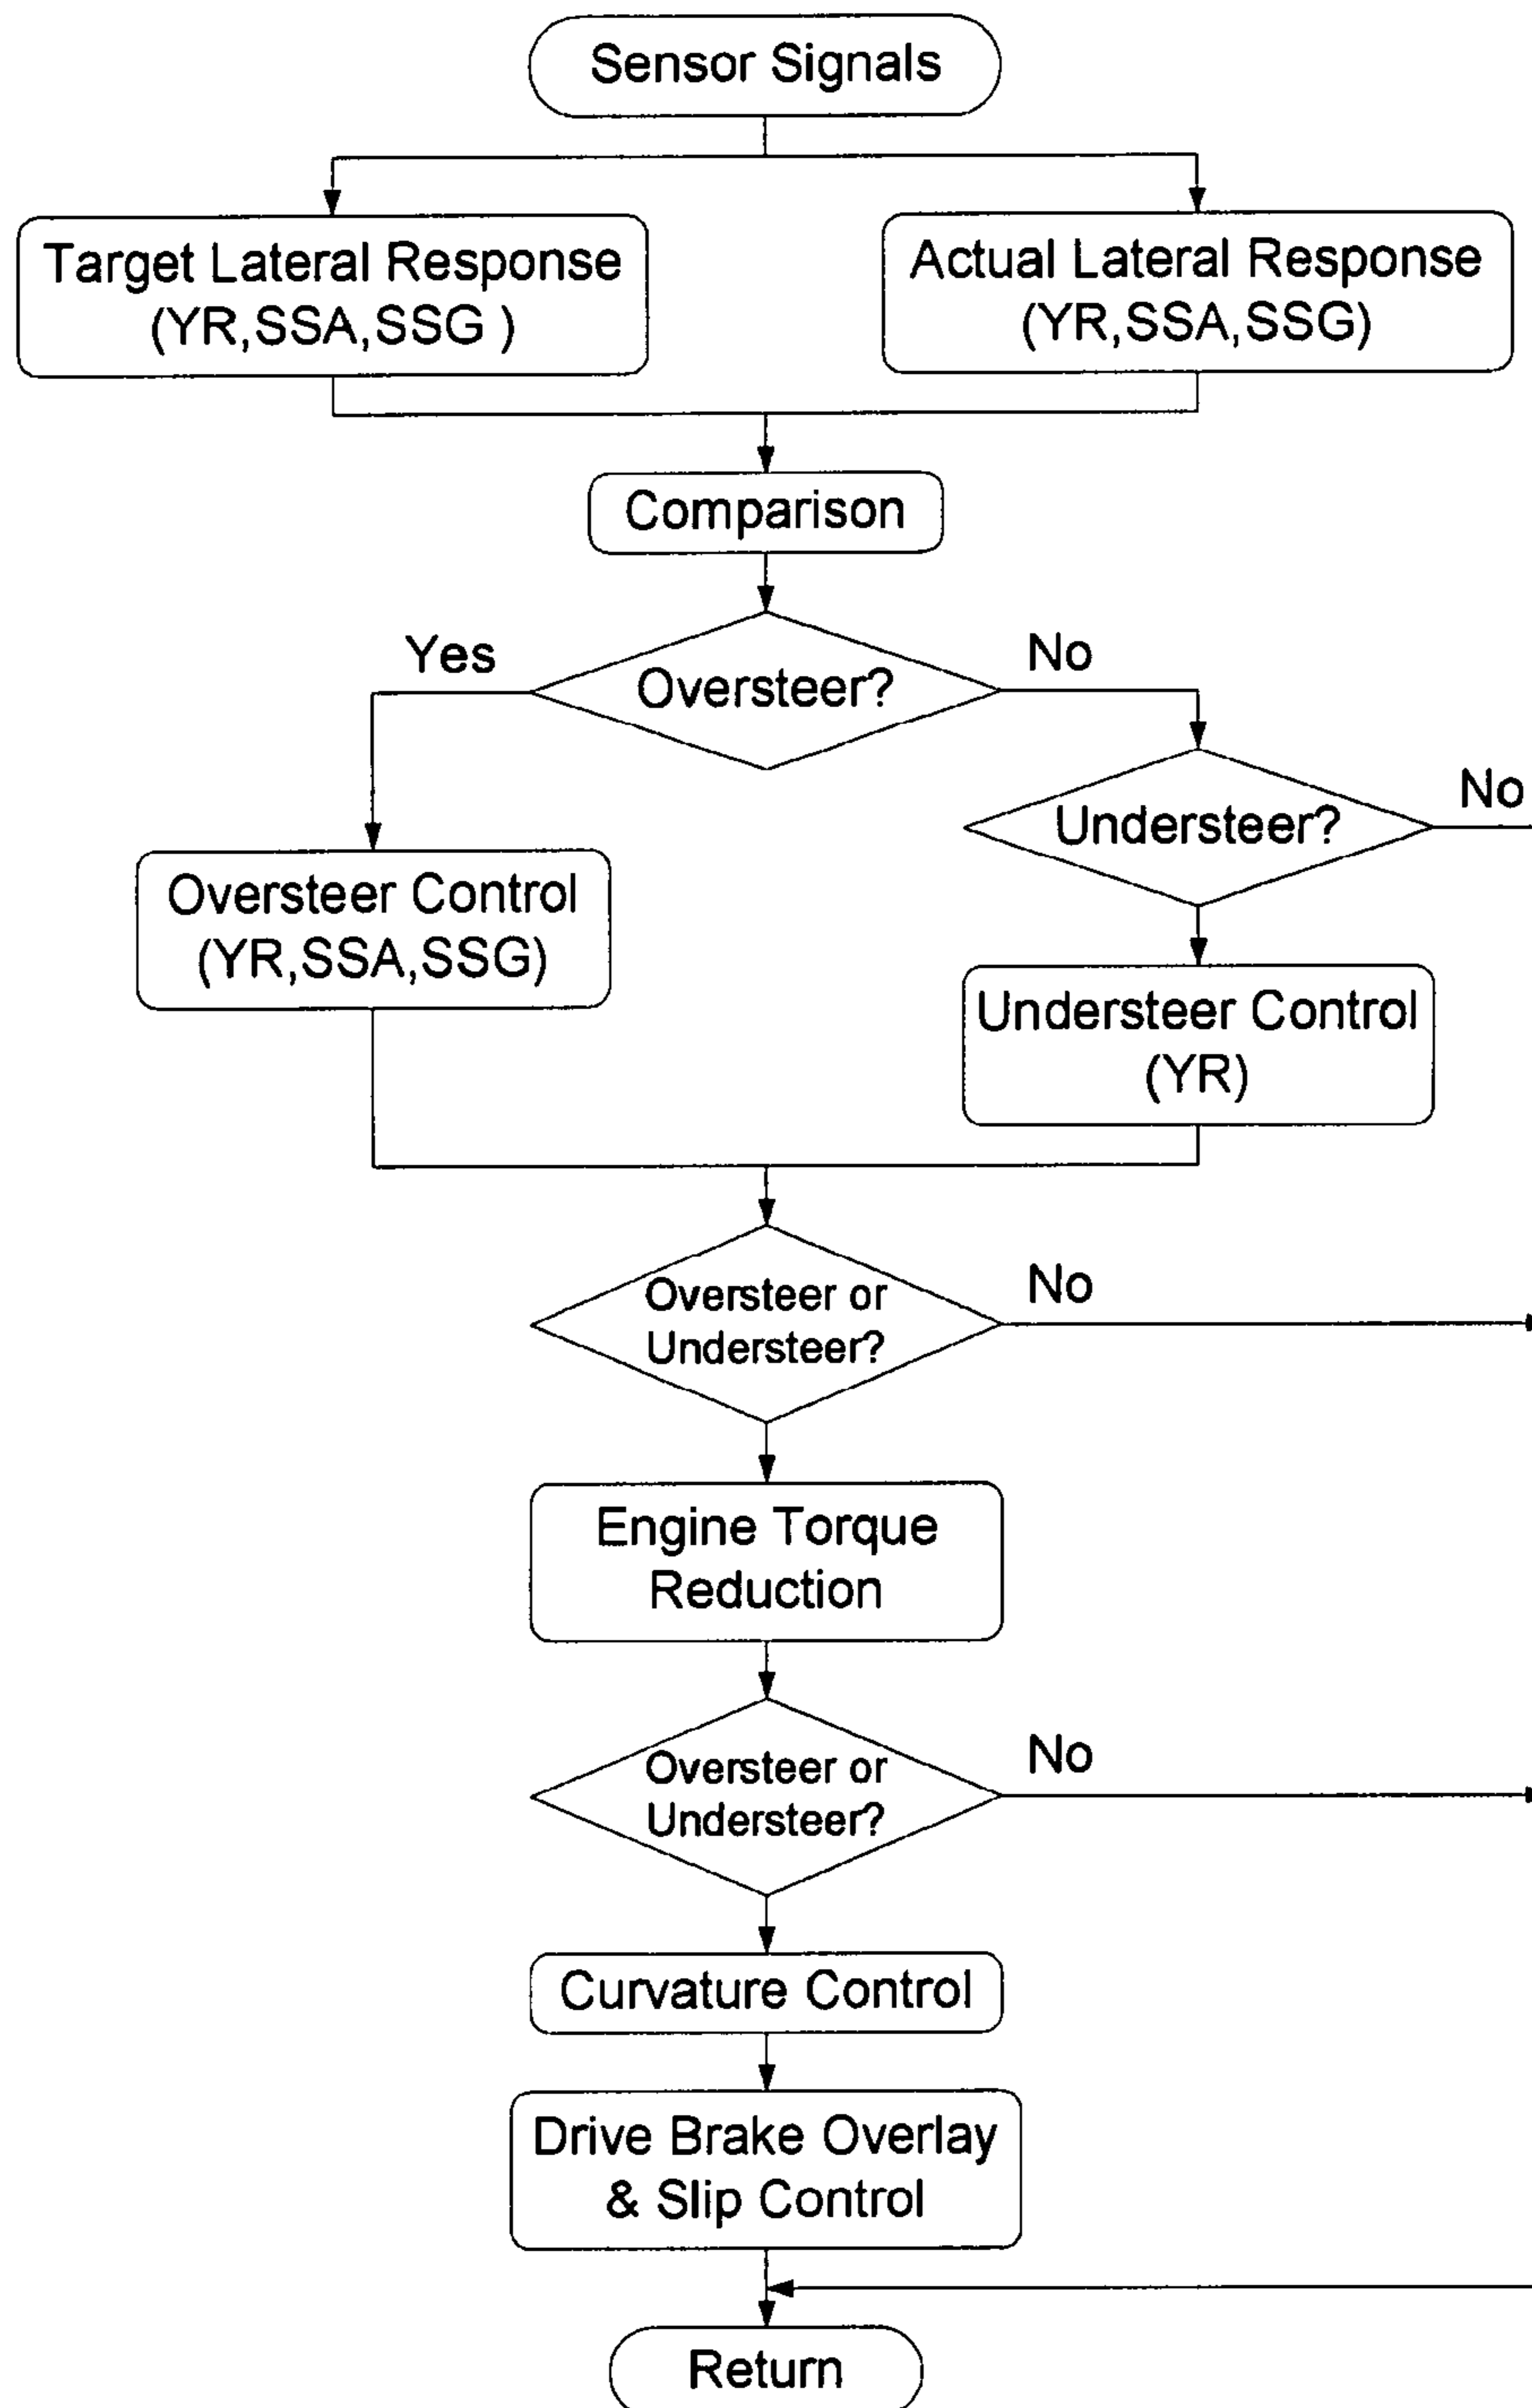 Sensor Signals
Target Lateral Response
(YR,SSA,SSG )
Actual Lateral Response
(YR,SSA,SSG)
Comparison
Yes
Oversteer?
No
Understeer?
No
Oversteer Control
(YR,SSA,SSG)
Understeer Control
(YR)
Oversteer or
Understeer?
No
Engine Torque
Reduction
Oversteer or
Understeer?
No
Curvature Control
Drive Brake Overlay
& Slip Control
Return